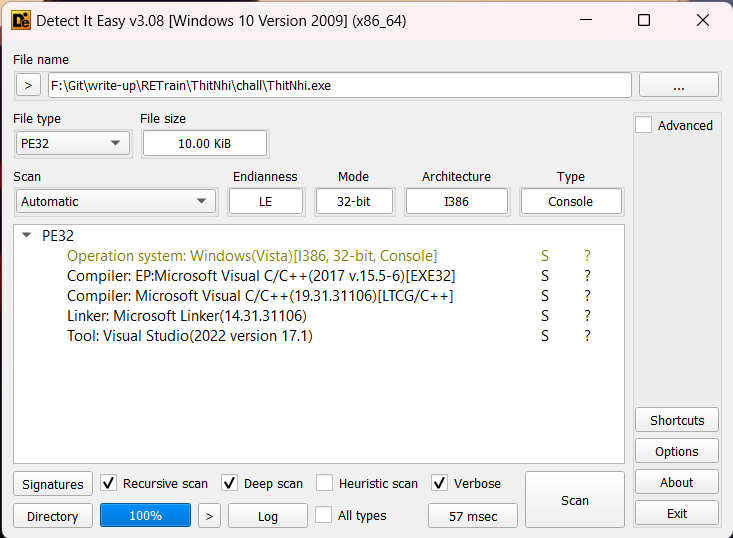 Detect It Easy v3.08 [Windows 10 Version 2009] (x86_64)
File name
> F:\Git\write-up\RETrain\ThitNhi\chall\ThitNhi.exe ...
File type File size
PE32 10.00 KiB
Advanced
Scan Endianness Mode Architecture Type
Automatic LE 32-bit I386 Console
PE32
Operation system: Windows(Vista)[I386, 32-bit, Console] S ?
Compiler: EP:Microsoft Visual C/C++(2017 v.15.5-6)[EXE32] S ?
Compiler: Microsoft Visual C/C++(19.31.31106)[LTCG/C++] S ?
Linker: Microsoft Linker(14.31.31106) S ?
Tool: Visual Studio(2022 version 17.1) S ?
Shortcuts
Options
About
Exit
Signatures Recursive scan Deep scan Heuristic scan Verbose
Directory 100% > Log All types 57 msec
Scan